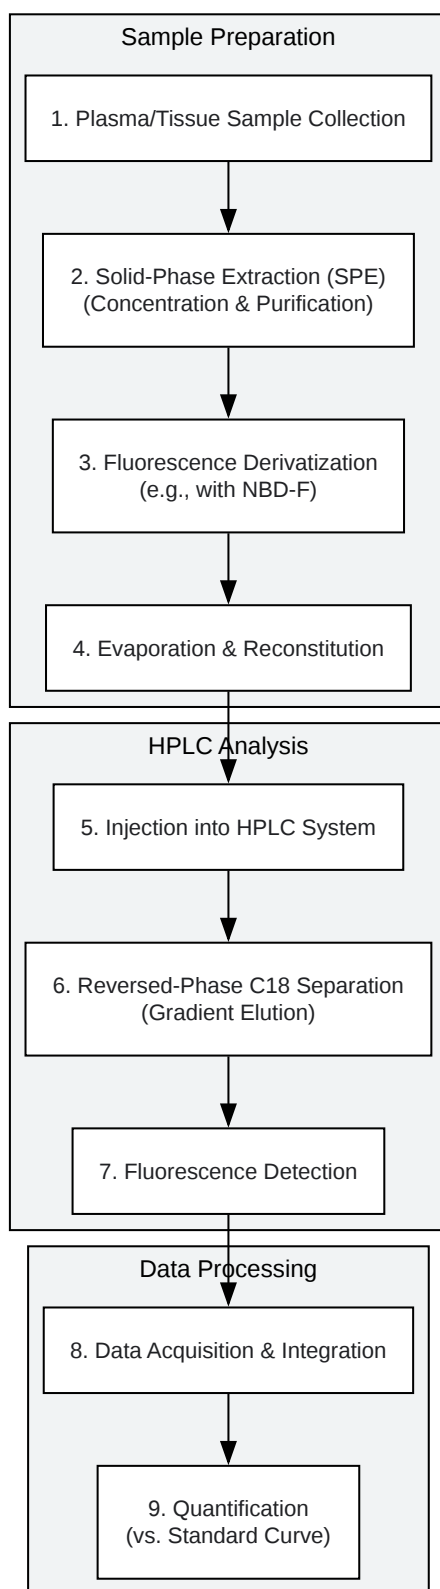 Sample Preparation
1. Plasma/Tissue Sample Collection
2. Solid-Phase Extraction (SPE)
(Concentration & Purification)
3. Fluorescence Derivatization
(e.g., with NBD-F)
4. Evaporation & Reconstitution
HPLC Analysis
5. Injection into HPLC System
6. Reversed-Phase C18 Separation
(Gradient Elution)
7. Fluorescence Detection
Data Processing
8. Data Acquisition & Integration
9. Quantification
(vs. Standard Curve)